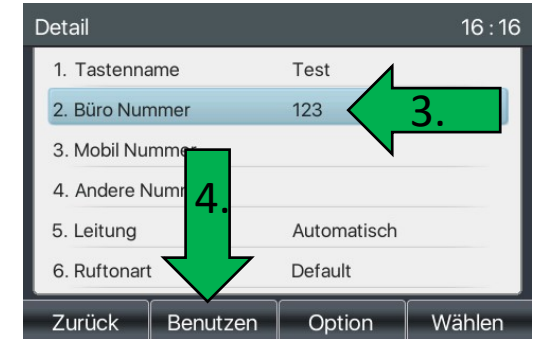 Detail 16 : 16
1. Tastenname Test
2. Büro Nummer 123 3.
3. Mobil Nummer
4. Andere Numm
4.
5. Leitung Automatisch
6. Ruftonart Default
Zurück Benutzen Option Wählen